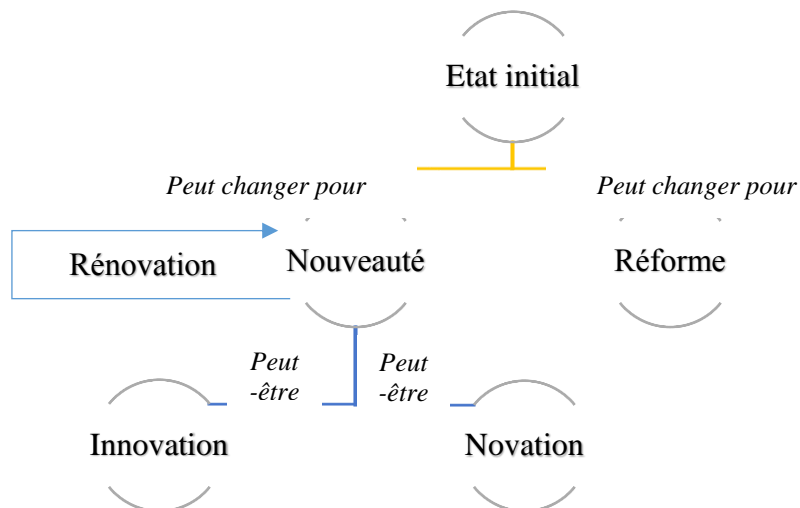 Etat initial
Peut changer pour
Peut changer pour
Rénovation
Nouveauté
Réforme
Peut
-être
Peut
-être
Innovation
Novation